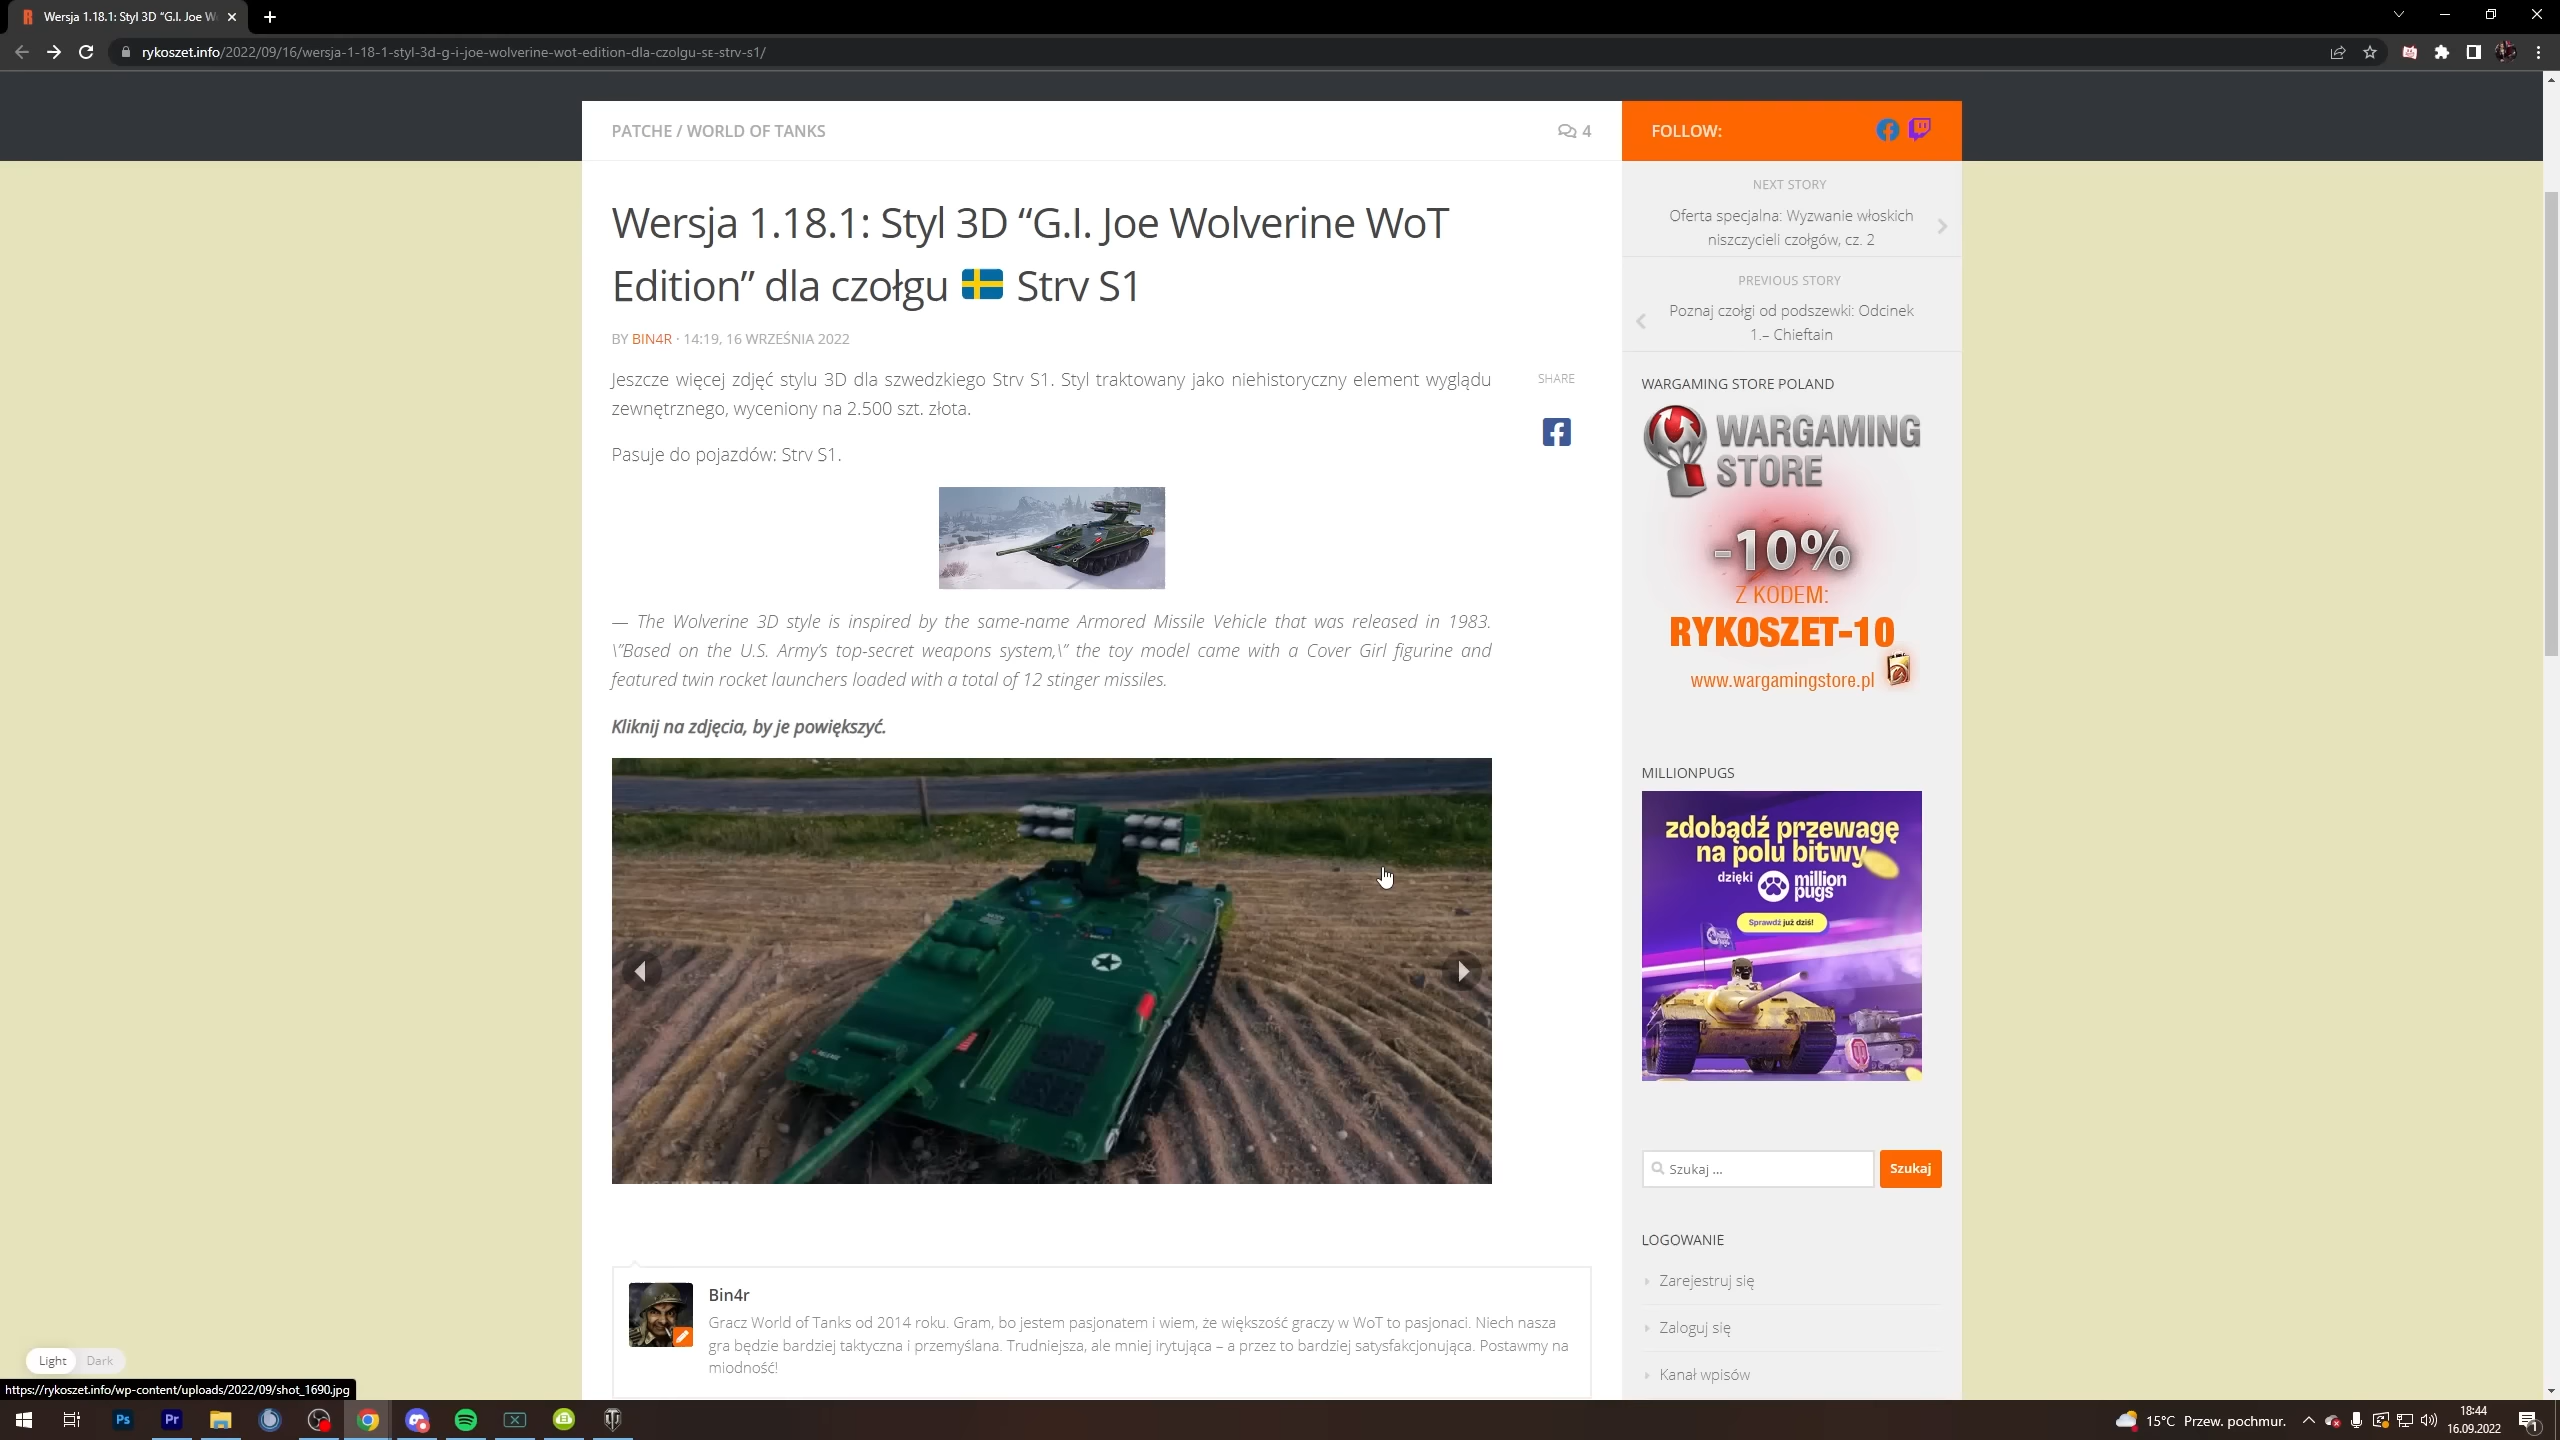 Wersja 1.18.1: Styl 3D “G.I. Joe W
rykoszet.info/2022/09/16/wersja-1-18-1-styl-3d-g-i-joe-wolverine-wot-edition-dla-czolgu-sε-strv-s1/
PATCHE / WORLD OF TANKS
4
FOLLOW:
Wersja 1.18.1: Styl 3D “G.I. Joe Wolverine WoT
Edition” dla czołgu 🇸🇪 Strv S1
BY BIN4R · 14:19, 16 WRZEŚNIA 2022
Jeszcze więcej zdjęć stylu 3D dla szwedzkiego Strv S1. Styl traktowany jako niehistoryczny element wyglądu
zewnętrznego, wyceniony na 2.500 szt. złota.
Pasuje do pojazdów: Strv S1.
SHARE
— The Wolverine 3D style is inspired by the same-name Armored Missile Vehicle that was released in 1983.
\”Based on the U.S. Army’s top-secret weapons system,\” the toy model came with a Cover Girl figurine and
featured twin rocket launchers loaded with a total of 12 stinger missiles.
Kliknij na zdjęcia, by je powiększyć.
Bin4r
Gracz World of Tanks od 2014 roku. Gram, bo jestem pasjonatem i wiem, że większość graczy w WoT to pasjonaci. Niech nasza
gra będzie bardziej taktyczna i przemyślana. Trudniejsza, ale mniej irytująca – a przez to bardziej satysfakcjonująca. Postawmy na
miodność!
NEXT STORY
Oferta specjalna: Wyzwanie włoskich
niszczycieli czołgów, cz. 2
PREVIOUS STORY
Poznaj czołgi od podszewki: Odcinek
1.– Chieftain
WARGAMING STORE POLAND
WARGAMING
STORE
-10%
Z KODEM:
RYKOSZET-10
www.wargamingstore.pl
MILLIONPUGS
zdobądź przewagę
na polu bitwy
dzięki million
pugs
Sprawdź już dziś!
Szukaj ...
Szukaj
LOGOWANIE
Zarejestruj się
Zaloguj się
Kanał wpisów
Light Dark
https://rykoszet.info/wp-content/uploads/2022/09/shot_1690.jpg
Ps
Pr
15°C Przew. pochmur.
18:44
16.09.2022
1